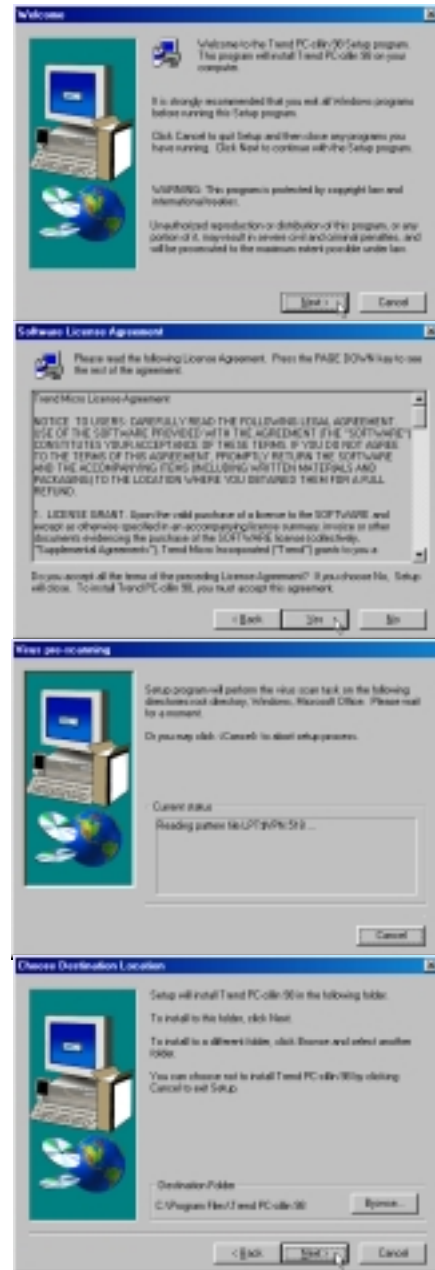 Welcome
Welcome to the Trend PC-cillin 98 Setup program.
This program will install Trend PC-cillin 98 on your
computer.
It is strongly recommended that you exit all Windows programs
before running this Setup program.
Click Cancel to quit Setup and then close any programs you
have running. Click Next to continue with the Setup program.
WARNING: This program is protected by copyright law and
international treaties.
Unauthorized reproduction or distribution of this program, or any
portion of it, may result in severe civil and criminal penalties, and
will be prosecuted to the maximum extent possible under law.
Next >
Cancel
Software License Agreement
Please read the following License Agreement. Press the PAGE DOWN key to see
the rest of the agreement.
Trend Micro License Agreement
NOTICE TO USERS: CAREFULLY READ THE FOLLOWING LEGAL AGREEMENT.
USE OF THE SOFTWARE PROVIDED WITH THE AGREEMENT (THE "SOFTWARE")
CONSTITUTES YOUR ACCEPTANCE OF THESE TERMS. IF YOU DO NOT AGREE
TO THE TERMS OF THIS AGREEMENT, PROMPTLY RETURN THE SOFTWARE
AND THE ACCOMPANYING ITEMS (INCLUDING WRITTEN MATERIALS AND
PACKAGING) TO THE LOCATION WHERE YOU OBTAINED THEM FOR A FULL
REFUND.
1. LICENSE GRANT. Upon the valid purchase of a license to the SOFTWARE and
except as otherwise specified in an accompanying license summary, invoice or other
documents evidencing the purchase of the SOFTWARE license (collectively,
"Supplemental Agreements"), Trend Micro Incorporated ("Trend") grants to you a
Do you accept all the terms of the preceding License Agreement? If you choose No, Setup
will close. To install Trend PC-cillin 98, you must accept this agreement.
< Back
Yes
No
Virus pre-scanning
Setup program will perform the virus scan task on the following
directories: root directory, Windows, Microsoft Office. Please wait
for a moment.
Or you may click <Cancel> to abort setup process.
Current status
Reading pattern file
Cancel
Choose Destination Location
Setup will install Trend PC-cillin 98 in the following folder.
To install to this folder, click Next.
To install to a different folder, click Browse and select another
folder.
You can choose not to install Trend PC-cillin 98 by clicking
Cancel to exit Setup.
Destination Folder
C:\Program Files\Trend PC-cillin 98
Browse...
< Back
Next >
Cancel